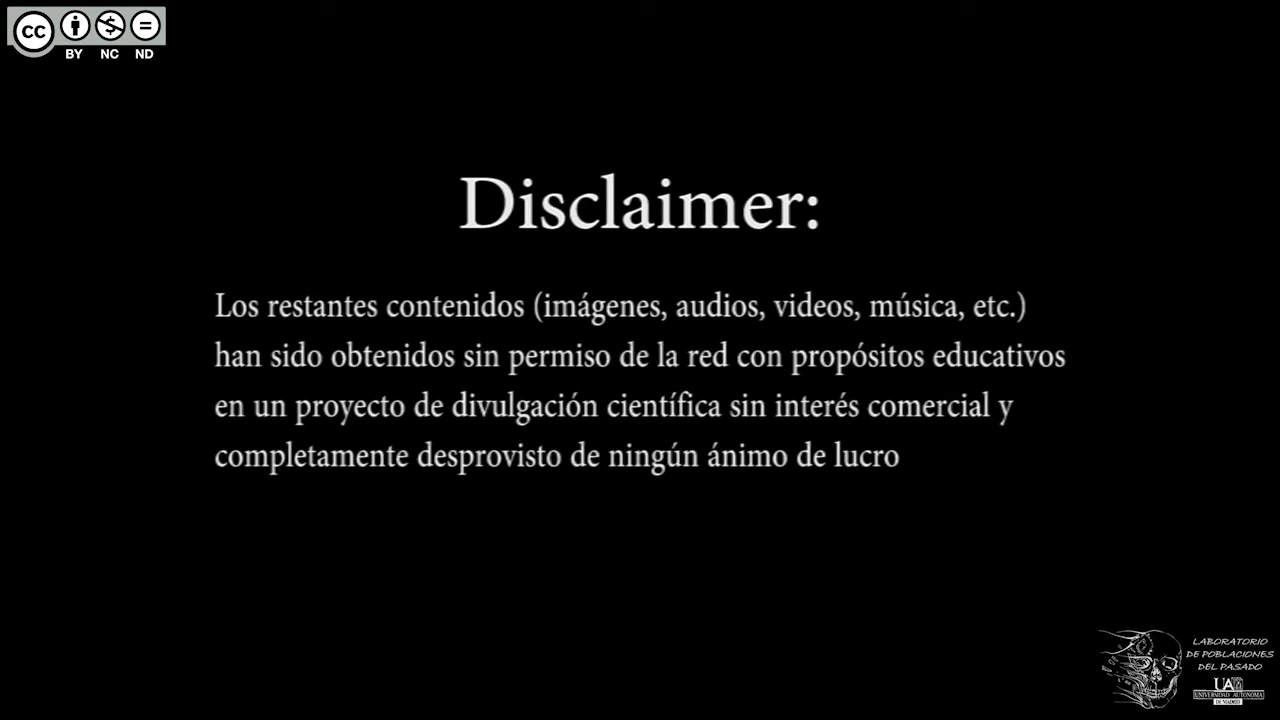 CC
BY NC ND
Disclaimer:
Los restantes contenidos (imágenes, audios, videos, música, etc.)
han sido obtenidos sin permiso de la red con propósitos educativos
en un proyecto de divulgación científica sin interés comercial y
completamente desprovisto de ningún ánimo de lucro
LABORATORIO
DE POBLACIONES
DEL PASADO
UAM
UNIVERSIDAD AUTONOMA
DE MADRID